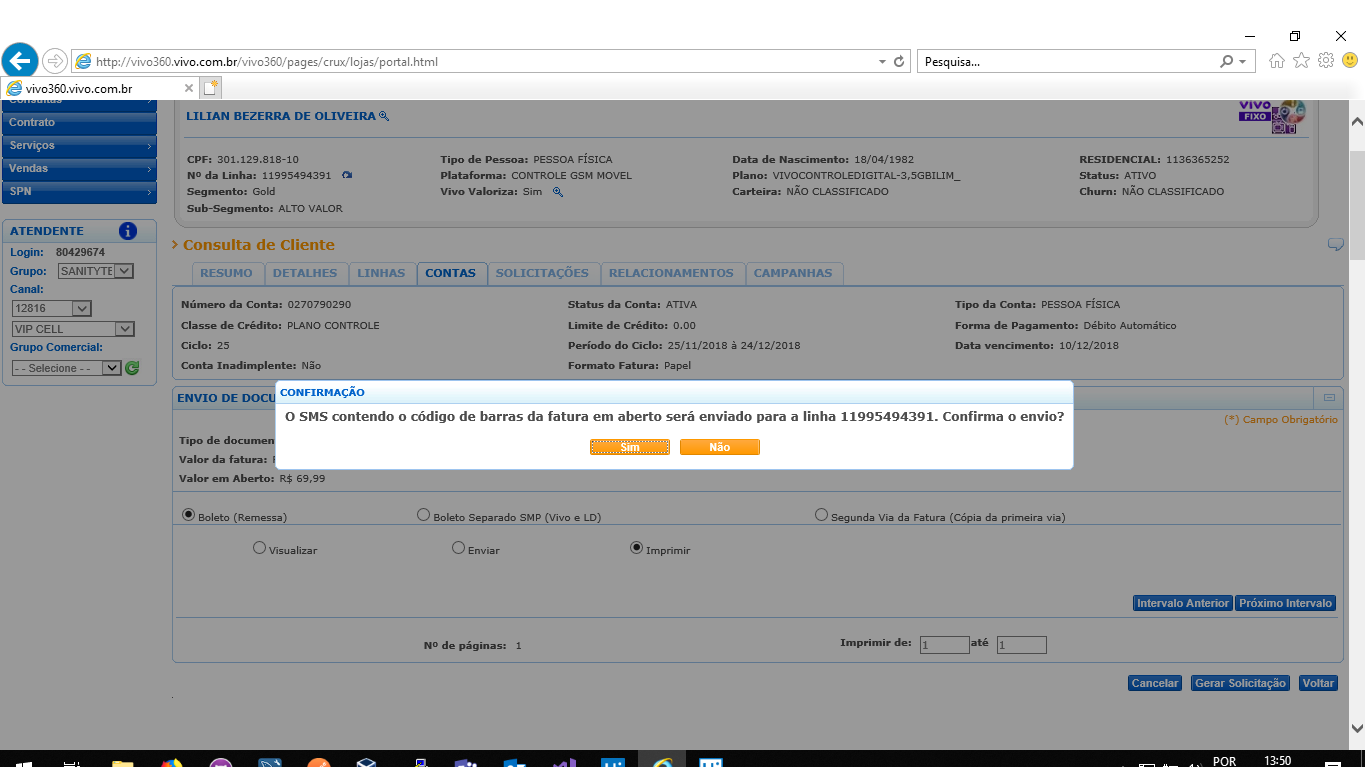 http://vivo360.vivo.com.br/vivo360/pages/crux/lojas/portal.html
Pesquisa...
vivo360.vivo.com.br
Consultas
Contrato
Serviços
Vendas
SPN
ATENDENTE
Login: 80429674
Grupo: SANITYTE
Canal:
12816
VIP CELL
Grupo Comercial:
- - Selecione - -
LILIAN BEZERRA DE OLIVEIRA
vivo
FIXO
CPF: 301.129.818-10 Tipo de Pessoa: PESSOA FÍSICA Data de Nascimento: 18/04/1982 RESIDENCIAL: 1136365252
Nº da Linha: 11995494391 Plataforma: CONTROLE GSM MOVEL Plano: VIVOCONTROLEDIGITAL-3,5GBILIM_ Status: ATIVO
Segmento: Gold Vivo Valoriza: Sim Carteira: NÃO CLASSIFICADO Churn: NÃO CLASSIFICADO
Sub-Segmento: ALTO VALOR
Consulta de Cliente
RESUMO DETALHES LINHAS CONTAS SOLICITAÇÕES RELACIONAMENTOS CAMPANHAS
Número da Conta: 0270790290 Status da Conta: ATIVA Tipo da Conta: PESSOA FÍSICA
Classe de Crédito: PLANO CONTROLE Limite de Crédito: 0.00 Forma de Pagamento: Débito Automático
Ciclo: 25 Período do Ciclo: 25/11/2018 à 24/12/2018 Data vencimento: 10/12/2018
Conta Inadimplente: Não Formato Fatura: Papel
ENVIO DE DOCU
(*) Campo Obrigatório
Tipo de documen
Valor da fatura:
Valor em Aberto: R$ 69,99
CONFIRMAÇÃO
O SMS contendo o código de barras da fatura em aberto será enviado para a linha 11995494391. Confirma o envio?
Sim Não
Boleto (Remessa) Boleto Separado SMP (Vivo e LD) Segunda Via da Fatura (Cópia da primeira via)
Visualizar Enviar Imprimir
Intervalo Anterior Próximo Intervalo
Nº de páginas: 1 Imprimir de: 1 até 1
Cancelar Gerar Solicitação Voltar
POR 13:50